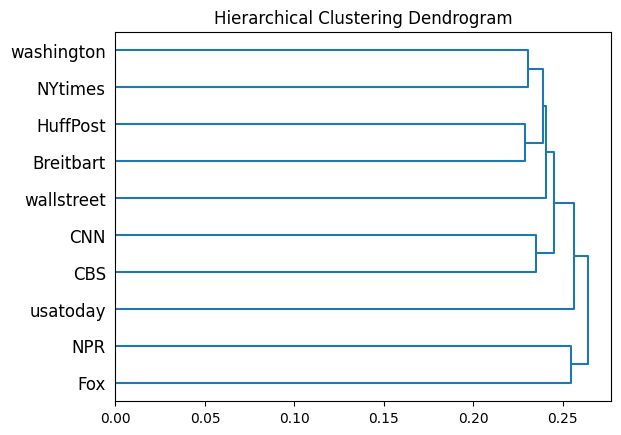 Hierarchical Clustering Dendrogram
washington
NYtimes
HuffPost
Breitbart
wallstreet
CNN
CBS
usatoday
NPR
Fox
0.00 0.05 0.10 0.15 0.20 0.25